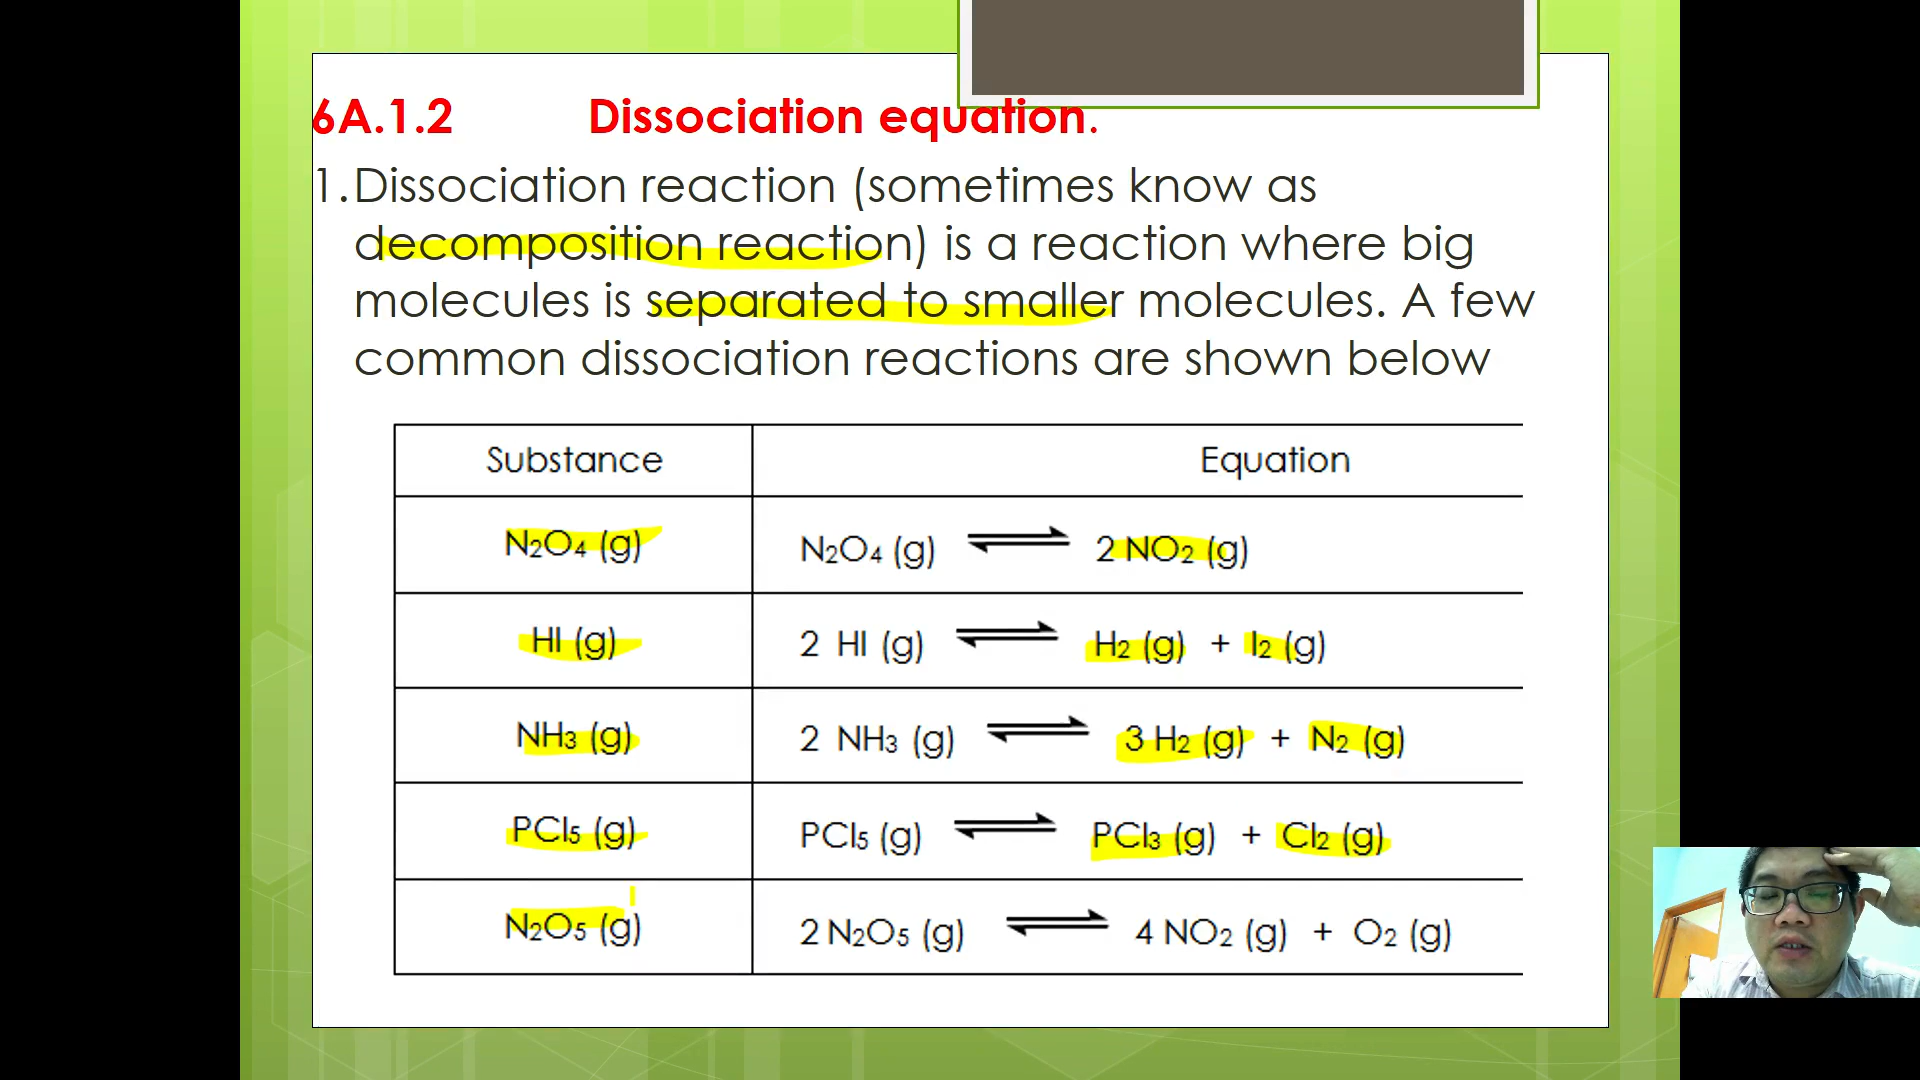 6A.1.2 Dissociation equation.
1. Dissociation reaction (sometimes know as
decomposition reaction) is a reaction where big
molecules is separated to smaller molecules. A few
common dissociation reactions are shown below
Substance Equation
N₂O₄ (g) N₂O₄ (g) ⇌ 2 NO₂ (g)
HI (g) 2 HI (g) ⇌ H₂ (g) + I₂ (g)
NH₃ (g) 2 NH₃ (g) ⇌ 3 H₂ (g) + N₂ (g)
PCl₅ (g) PCl₅ (g) ⇌ PCl₃ (g) + Cl₂ (g)
N₂O₅ (g) 2 N₂O₅ (g) ⇌ 4 NO₂ (g) + O₂ (g)